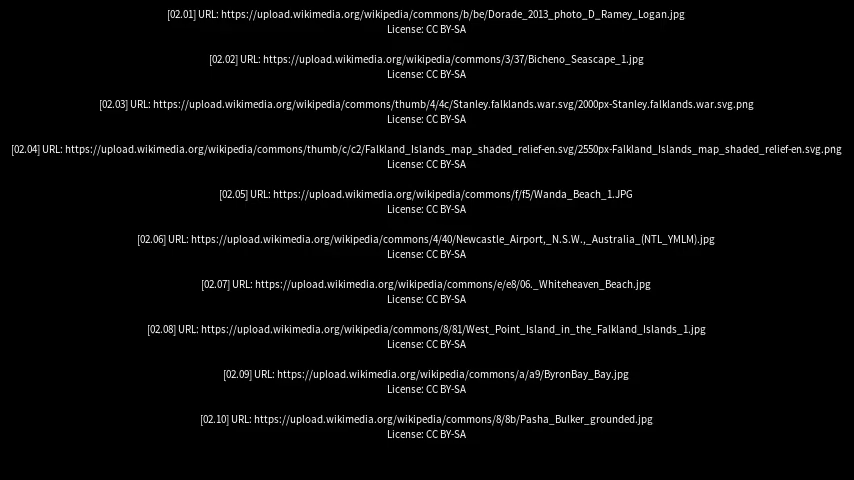 [02.01] URL: https://upload.wikimedia.org/wikipedia/commons/b/be/Dorade_2013_photo_D_Ramey_Logan.jpg
License: CC BY-SA
[02.02] URL: https://upload.wikimedia.org/wikipedia/commons/3/37/Bicheno_Seascape_1.jpg
License: CC BY-SA
[02.03] URL: https://upload.wikimedia.org/wikipedia/commons/thumb/4/4c/Stanley.falklands.war.svg/2000px-Stanley.falklands.war.svg.png
License: CC BY-SA
[02.04] URL: https://upload.wikimedia.org/wikipedia/commons/thumb/c/c2/Falkland_Islands_map_shaded_relief-en.svg/2550px-Falkland_Islands_map_shaded_relief-en.svg.png
License: CC BY-SA
[02.05] URL: https://upload.wikimedia.org/wikipedia/commons/f/f5/Wanda_Beach_1.JPG
License: CC BY-SA
[02.06] URL: https://upload.wikimedia.org/wikipedia/commons/4/40/Newcastle_Airport,_N.S.W.,_Australia_(NTL_YMLM).jpg
License: CC BY-SA
[02.07] URL: https://upload.wikimedia.org/wikipedia/commons/e/e8/06._Whiteheaven_Beach.jpg
License: CC BY-SA
[02.08] URL: https://upload.wikimedia.org/wikipedia/commons/8/81/West_Point_Island_in_the_Falkland_Islands_1.jpg
License: CC BY-SA
[02.09] URL: https://upload.wikimedia.org/wikipedia/commons/a/a9/ByronBay_Bay.jpg
License: CC BY-SA
[02.10] URL: https://upload.wikimedia.org/wikipedia/commons/8/8b/Pasha_Bulker_grounded.jpg
License: CC BY-SA